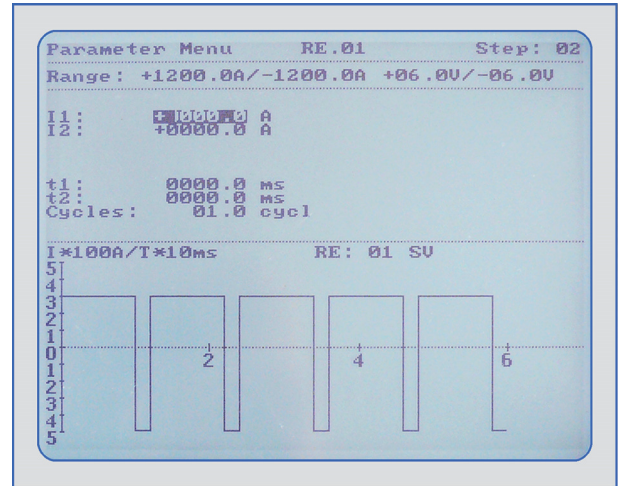 Parameter Menu RE.01 Step: 02
Range: +1200.0A/-1200.0A +06.0V/-06.0V
I1: +0000.0 A
I2: +0000.0 A
t1: 0000.0 ms
t2: 0000.0 ms
Cycles: 01.0 cycl
I*100A/T*10ms RE: 01 SV
5
4
3
2
1
0 2 4 6
1
2
3
4
5